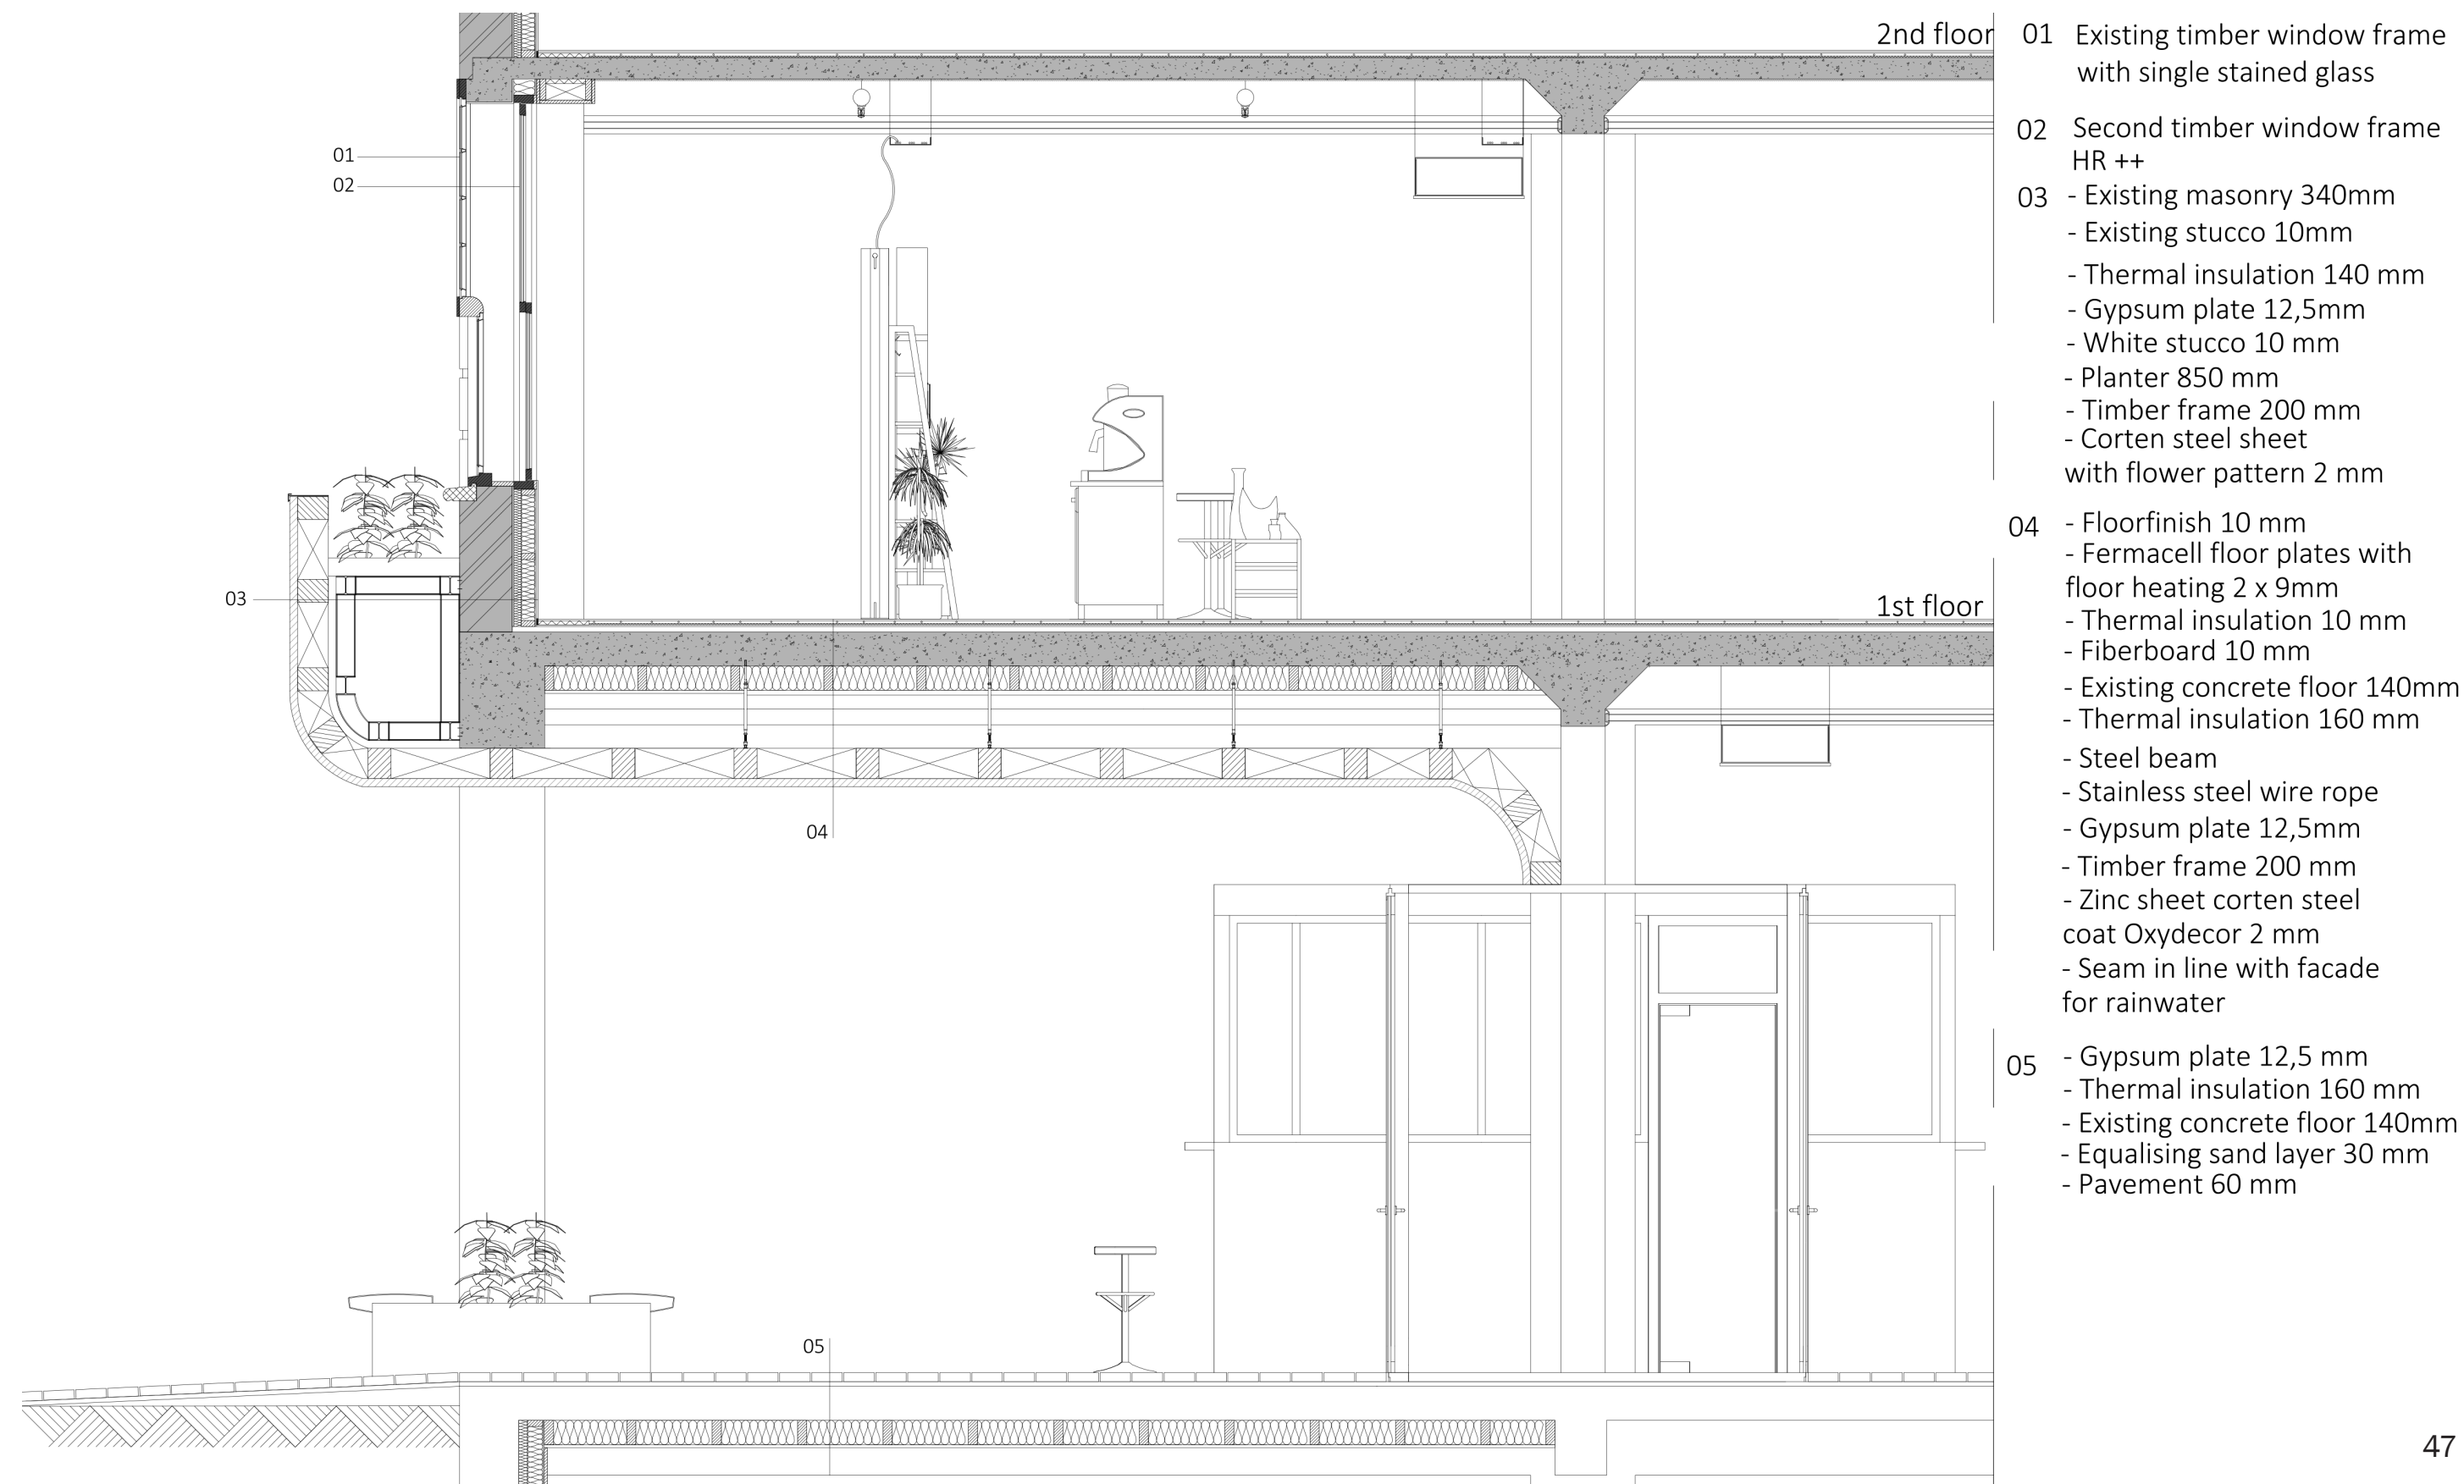 2nd floor
01
02
03
1st floor
04
05
01 Existing timber window frame
with single stained glass
02 Second timber window frame
HR ++
03 - Existing masonry 340mm
- Existing stucco 10mm
- Thermal insulation 140 mm
- Gypsum plate 12,5mm
- White stucco 10 mm
- Planter 850 mm
- Timber frame 200 mm
- Corten steel sheet
with flower pattern 2 mm
04 - Floorfinish 10 mm
- Fermacell floor plates with
floor heating 2 x 9mm
- Thermal insulation 10 mm
- Fiberboard 10 mm
- Existing concrete floor 140mm
- Thermal insulation 160 mm
- Steel beam
- Stainless steel wire rope
- Gypsum plate 12,5mm
- Timber frame 200 mm
- Zinc sheet corten steel
coat Oxydecor 2 mm
- Seam in line with facade
for rainwater
05 - Gypsum plate 12,5 mm
- Thermal insulation 160 mm
- Existing concrete floor 140mm
- Equalising sand layer 30 mm
- Pavement 60 mm
47